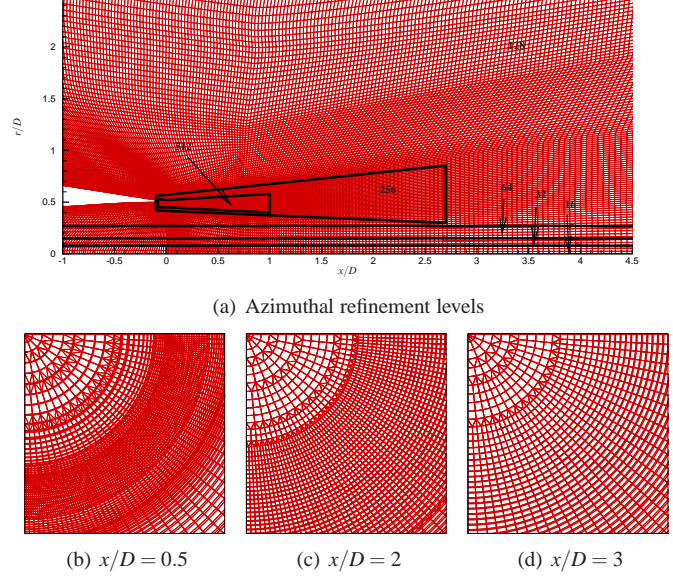 2
1.5
1
0.5
0
r/D
256
64
-1 -0.5 0 0.5 1 1.5 2 2.5 3 3.5 4 4.5
x/D
(a) Azimuthal refinement levels
(b) x/D = 0.5 (c) x/D = 2 (d) x/D = 3